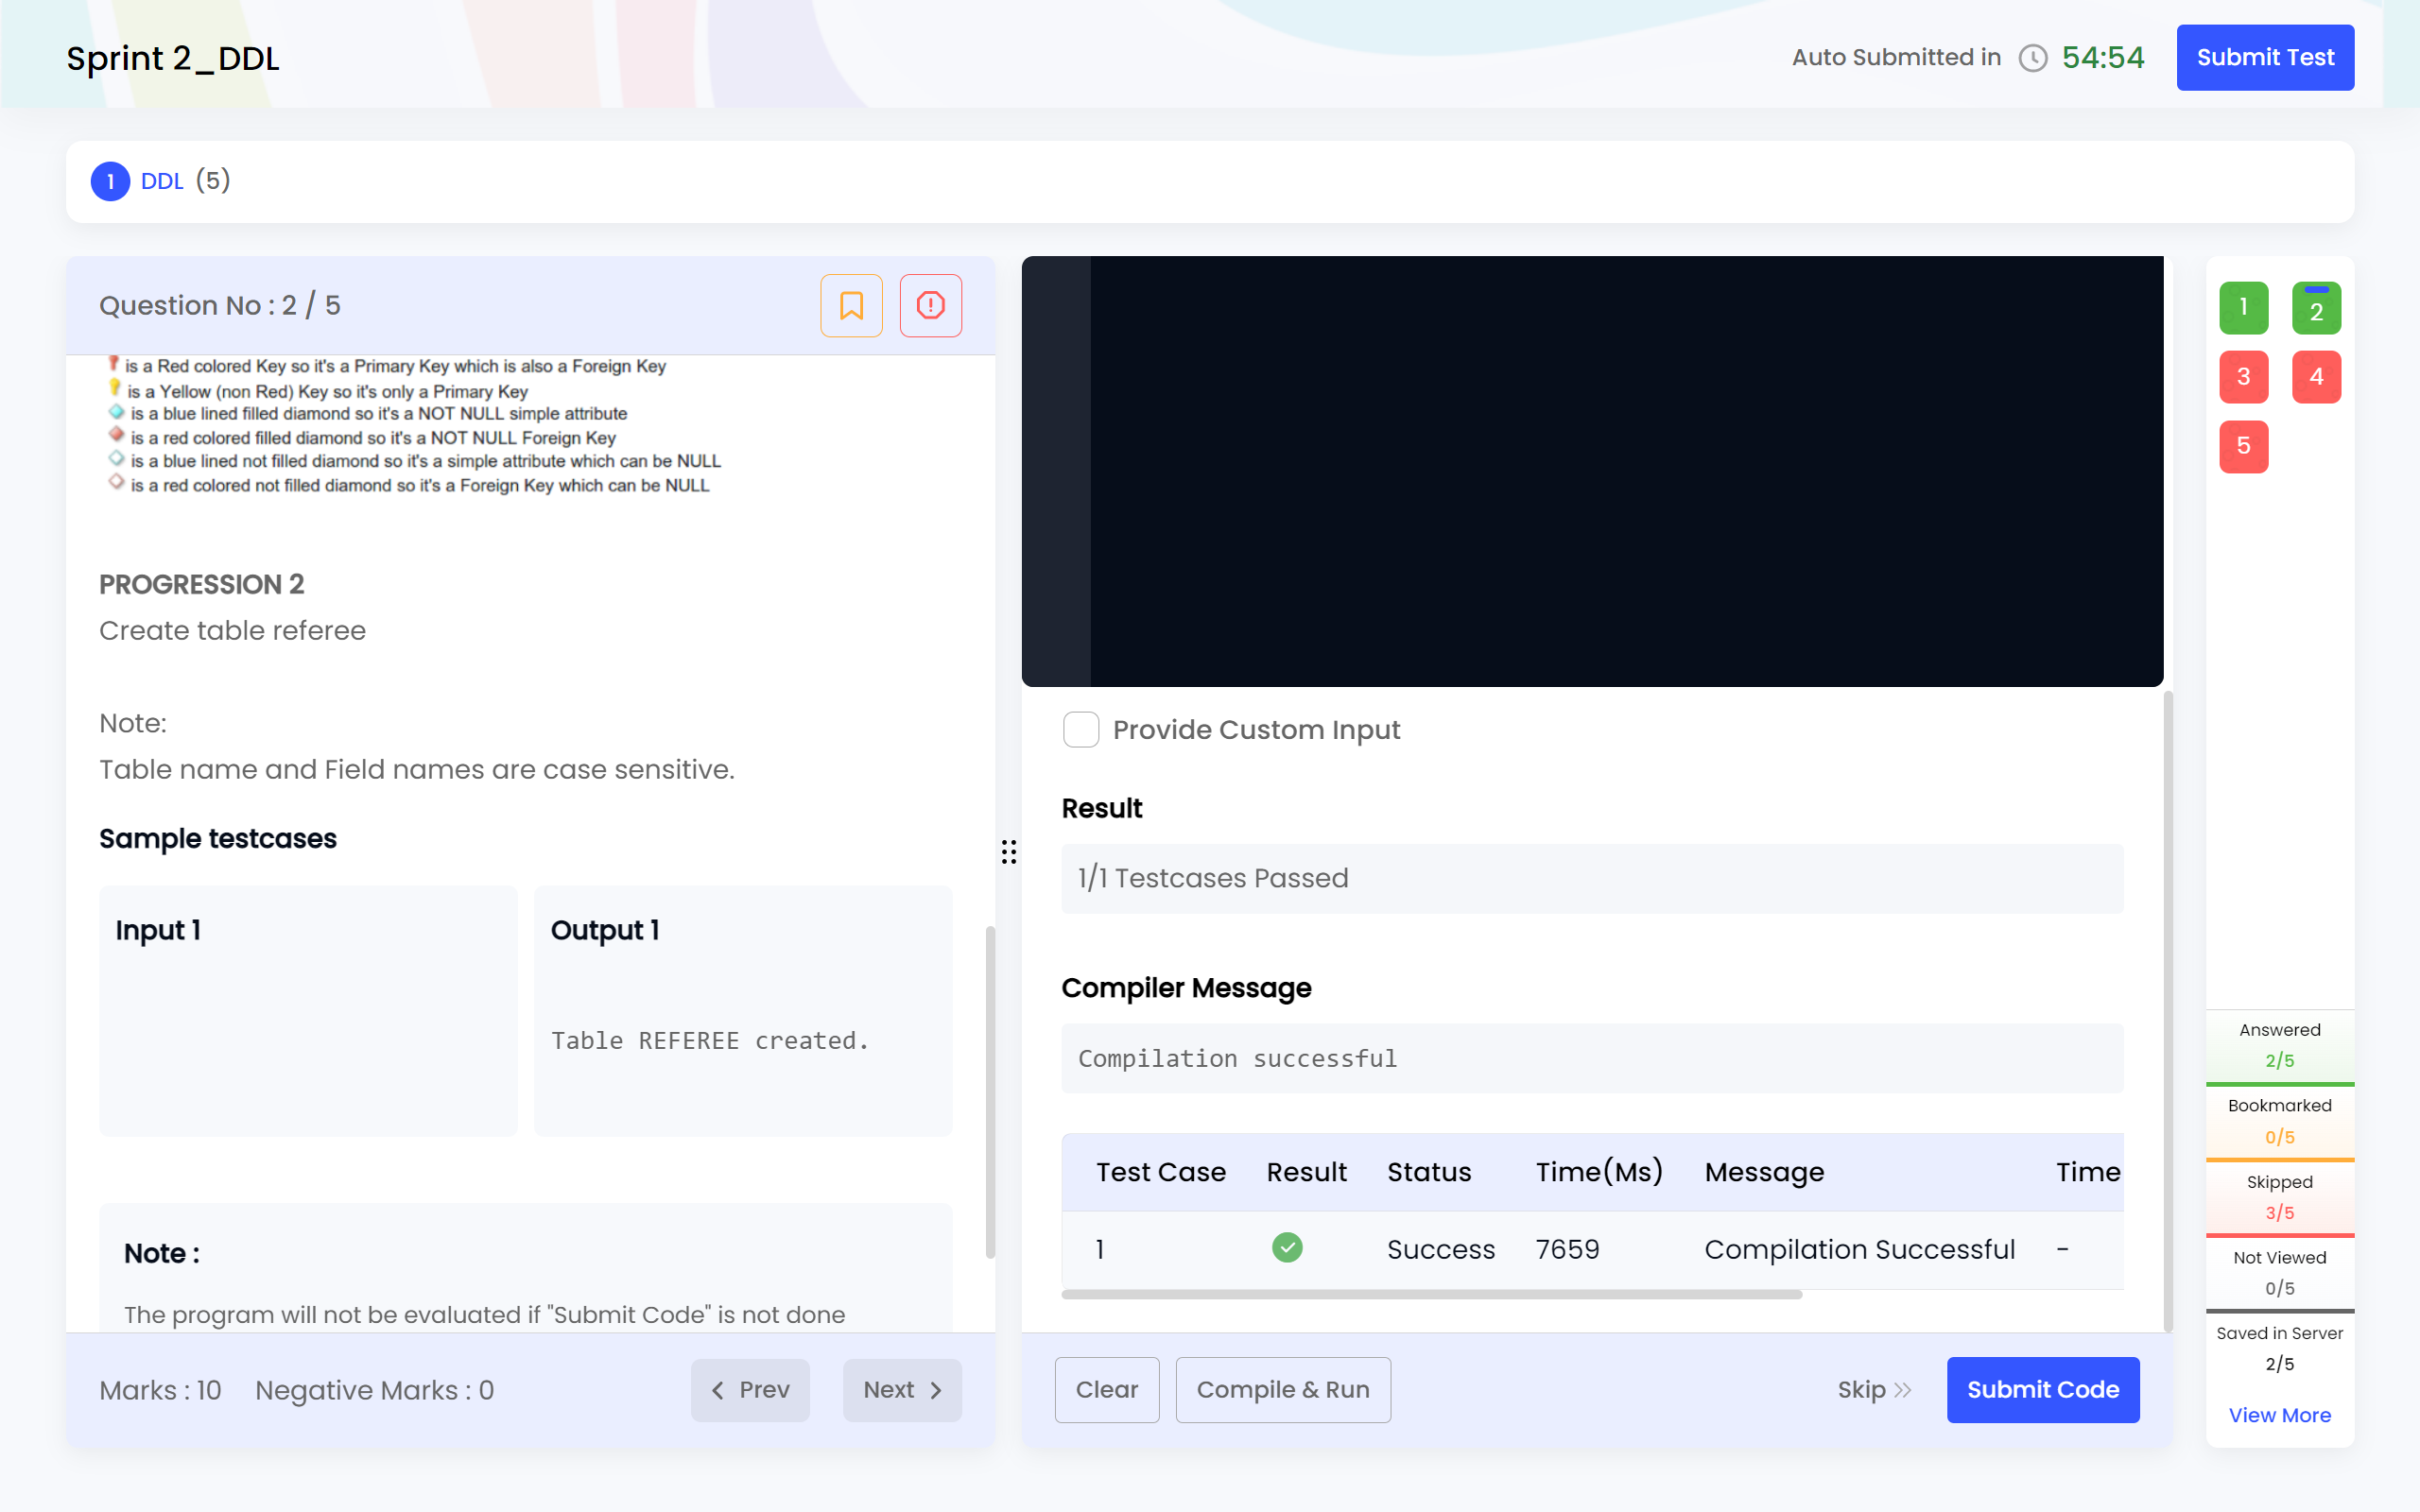 Sprint 2_DDL
Auto Submitted in 54:54 Submit Test
1 DDL (5)
Question No : 2 / 5
is a Red colored Key so it's a Primary Key which is also a Foreign Key
is a Yellow (non Red) Key so it's only a Primary Key
is a blue lined filled diamond so it's a NOT NULL simple attribute
is a red colored filled diamond so it's a NOT NULL Foreign Key
is a blue lined not filled diamond so it's a simple attribute which can be NULL
is a red colored not filled diamond so it's a Foreign Key which can be NULL
PROGRESSION 2
Create table referee
Note:
Table name and Field names are case sensitive.
Sample testcases
Input 1
Output 1
Table REFEREE created.
Note :
The program will not be evaluated if "Submit Code" is not done
Marks : 10 Negative Marks : 0 Prev Next
Provide Custom Input
Result
1/1 Testcases Passed
Compiler Message
Compilation successful
Test Case Result Status Time(Ms) Message Time
1 Success 7659 Compilation Successful -
Clear Compile & Run Skip Submit Code
1 2
3 4
5
Answered
2/5
Bookmarked
0/5
Skipped
3/5
Not Viewed
0/5
Saved in Server
2/5
View More